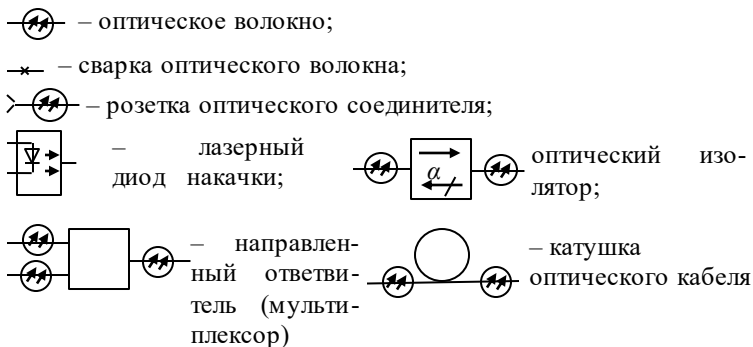 – оптическое волокно;
– сварка оптического волокна;
– розетка оптического соединителя;
– лазерный
диод накачки;
α
оптический изо-
лятор;
– направлен-
ный ответви-
тель (мульти-
плексор)
– катушка
оптического кабеля